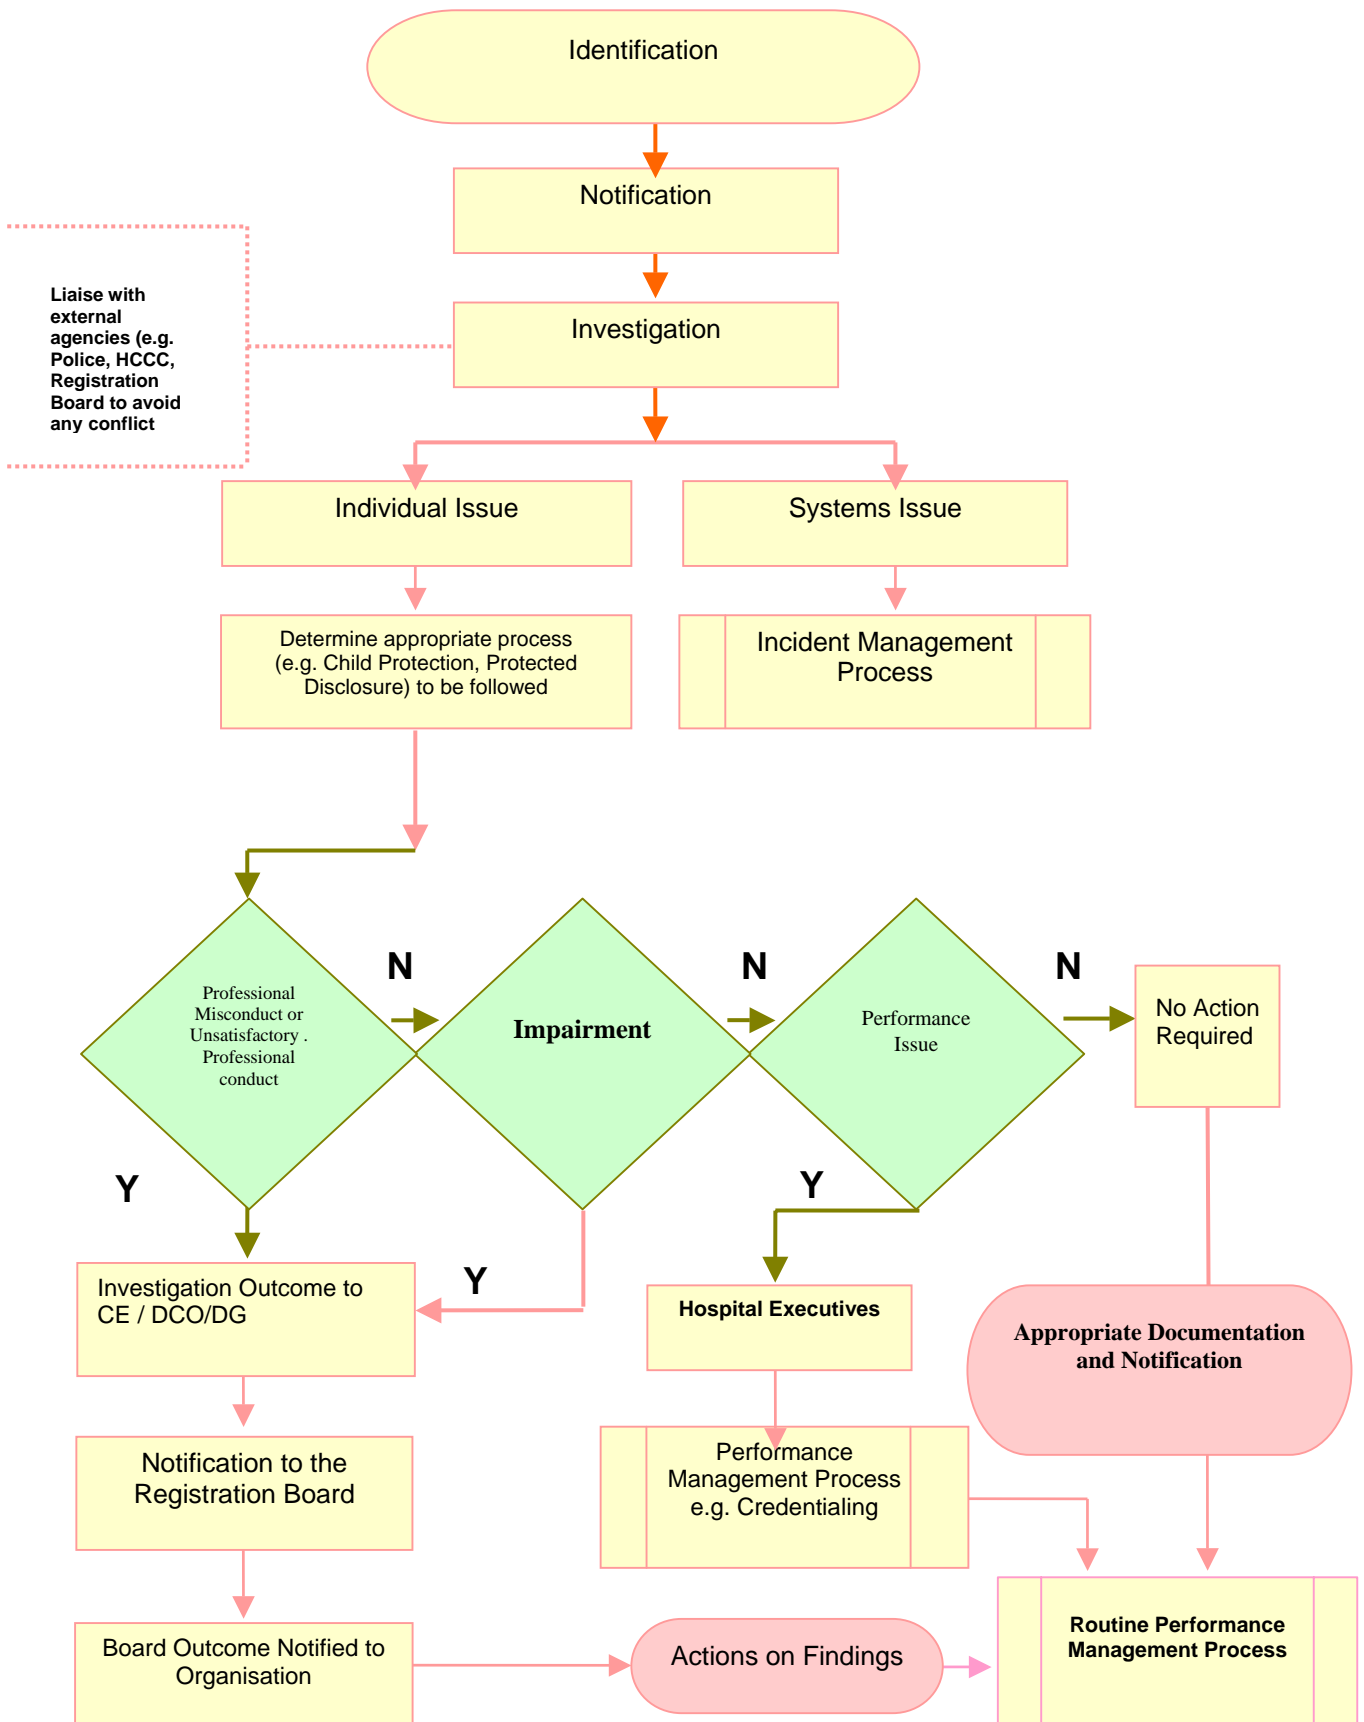 Identification
Notification
Liaise with
external
agencies (e.g.
Police, HCCC,
Registration
Board to avoid
any conflict
Investigation
Individual Issue
Systems Issue
Determine appropriate process
(e.g. Child Protection, Protected
Disclosure) to be followed
Incident Management
Process
N
N
N
Professional
Misconduct or
Unsatisfactory .
Professional
conduct
Impairment
Performance
Issue
No Action
Required
Y
Y
Y
Investigation Outcome to
CE / DCO/DG
Hospital Executives
Appropriate Documentation
and Notification
Notification to the
Registration Board
Performance
Management Process
e.g. Credentialing
Board Outcome Notified to
Organisation
Actions on Findings
Routine Performance
Management Process